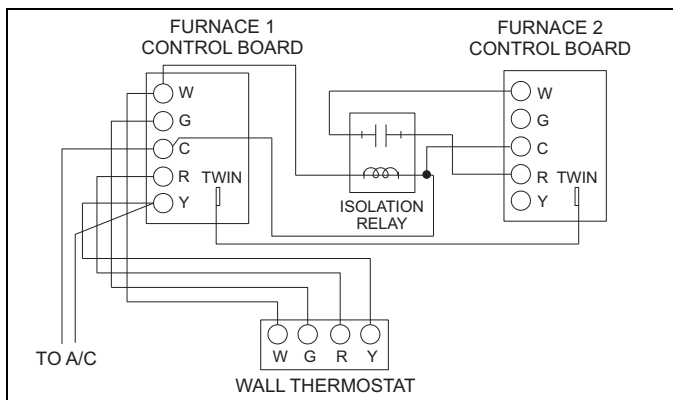 FURNACE 1
CONTROL BOARD
W
G
C
R
Y
TWIN
FURNACE 2
CONTROL BOARD
W
G
C
R
Y
TWIN
ISOLATION
RELAY
TO A/C
W G R Y
WALL THERMOSTAT